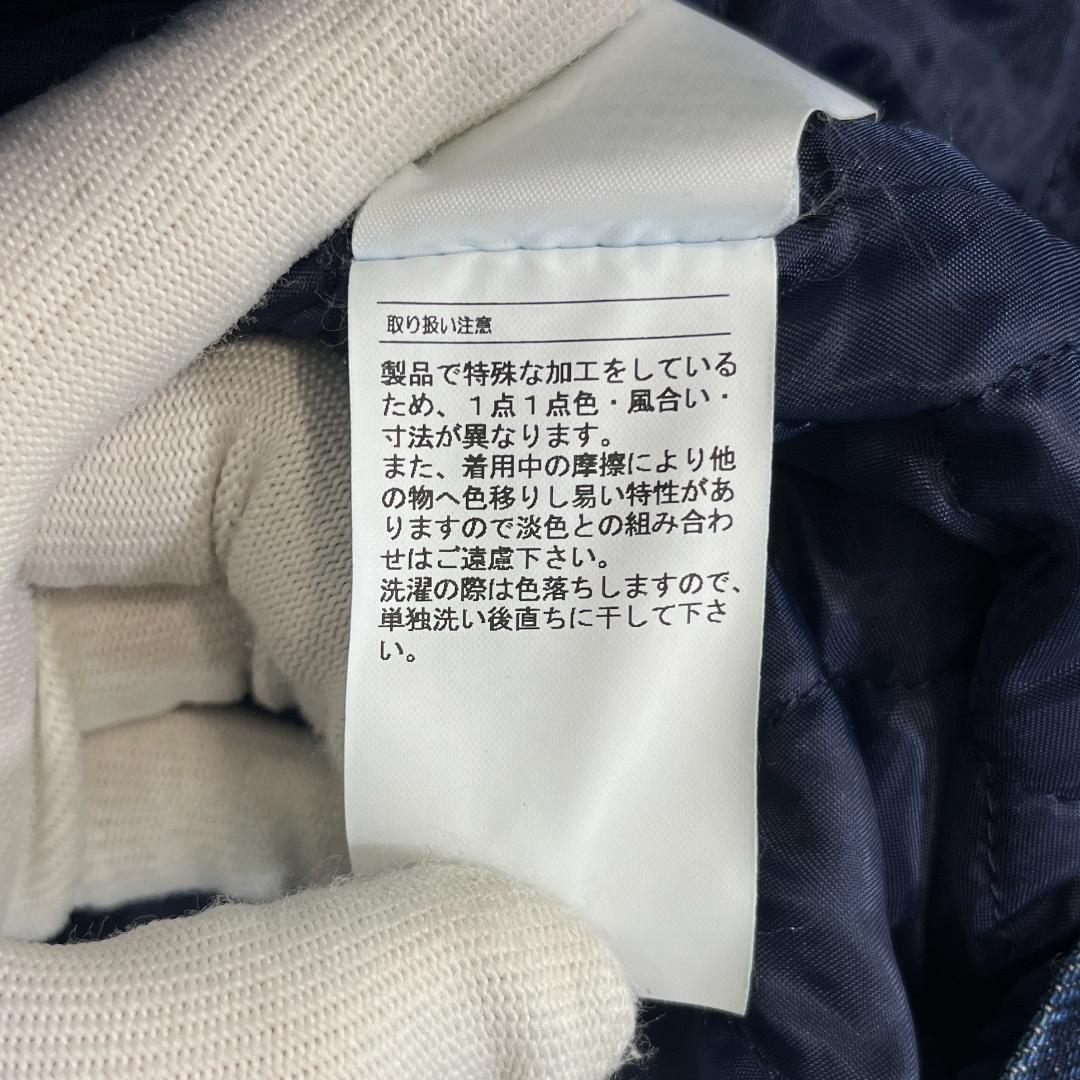 取り扱い注意
製品で特殊な加工をしている
ため、１点１点色・風合い・
寸法が異なります。
また、着用中の摩擦により他
の物へ色移りし易い特性があ
りますので淡色との組み合わ
せはご遠慮下さい。
洗濯の際は色落ちしますので、
単独洗い後直ちに干して下さ
い。